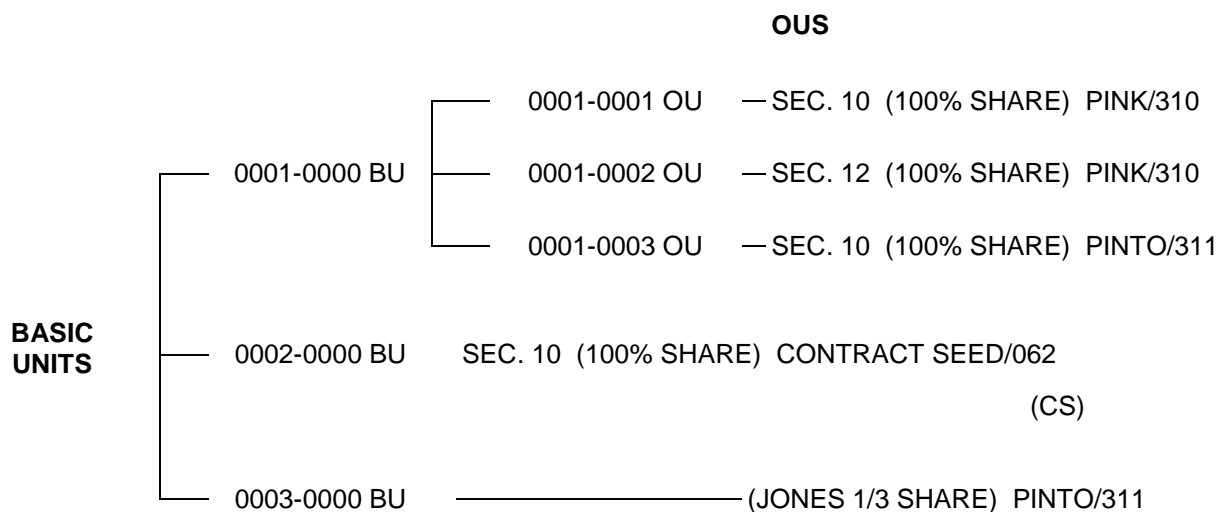 OUS
0001-0001 OU — SEC. 10 (100% SHARE) PINK/310
0001-0000 BU 0001-0002 OU — SEC. 12 (100% SHARE) PINK/310
0001-0003 OU — SEC. 10 (100% SHARE) PINTO/311
BASIC
UNITS
0002-0000 BU SEC. 10 (100% SHARE) CONTRACT SEED/062
(CS)
0003-0000 BU (JONES 1/3 SHARE) PINTO/311